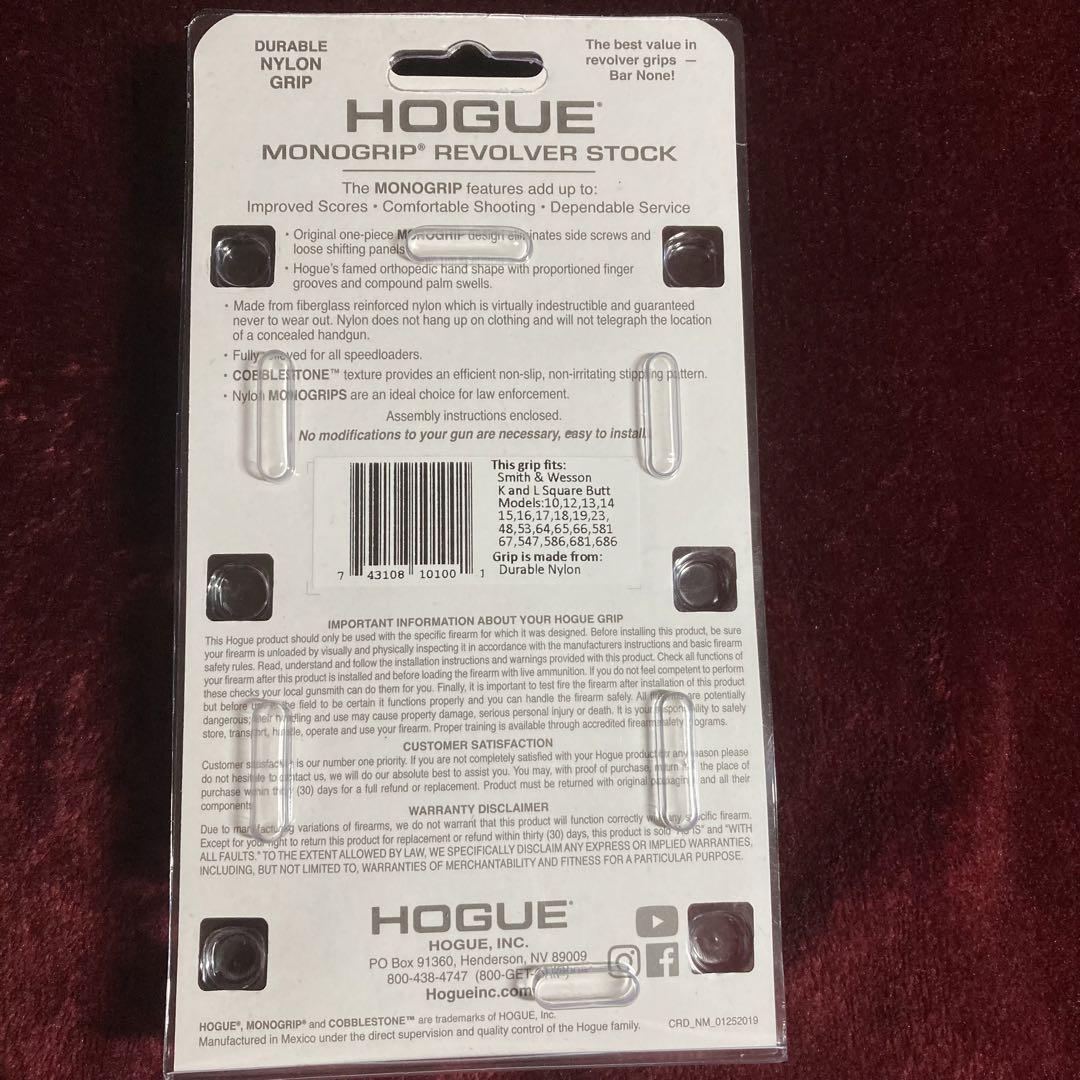 DURABLE
NYLON
GRIP
The best value in
revolver grips —
Bar None!
HOGUE®
MONOGRIP® REVOLVER STOCK
The MONOGRIP features add up to:
Improved Scores • Comfortable Shooting • Dependable Service
• Original one-piece MONOGRIP design eliminates side screws and
loose shifting panels
• Hogue's famed orthopedic hand shape with proportioned finger
grooves and compound palm swells.
• Made from fiberglass reinforced nylon which is virtually indestructible and guaranteed
never to wear out. Nylon does not hang up on clothing and will not telegraph the location
of a concealed handgun.
• Fully relieved for all speedloaders.
• COBBLESTONE™ texture provides an efficient non-slip, non-irritating stippling pattern.
• Nylon MONOGRIPS are an ideal choice for law enforcement.
Assembly instructions enclosed.
No modifications to your gun are necessary, easy to install.
This grip fits:
Smith & Wesson
K and L Square Butt
Models:10,12,13,14
15,16,17,18,19,23,
48,53,64,65,66,581
67,547,586,681,686
Grip is made from:
Durable Nylon
7 43108 10100 1
IMPORTANT INFORMATION ABOUT YOUR HOGUE GRIP
This Hogue product should only be used with the specific firearm for which it was designed. Before installing this product, be sure
your firearm is unloaded by visually and physically inspecting it in accordance with the manufacturers instructions and basic firearm
safety rules. Read, understand and follow the installation instructions and warnings provided with this product. Check all functions of
your firearm after this product is installed and before loading the firearm with live ammunition. If you do not feel competent to perform
these checks your local gunsmith can do them for you. Finally, it is important to test fire the firearm after installation of this product
but before use in the field to be certain it functions properly and you can handle the firearm safely. All firearms are potentially
dangerous; their handling and use may cause property damage, serious personal injury or death. It is your responsibility to safely
store, transport, handle, operate and use your firearm. Proper training is available through accredited firearm safety programs.
CUSTOMER SATISFACTION
Customer satisfaction is our number one priority. If you are not completely satisfied with your Hogue product for any reason please
do not hesitate to contact us, we will do our absolute best to assist you. You may, with proof of purchase, return to the place of
purchase within thirty (30) days for a full refund or replacement. Product must be returned with original packaging and all their
components
WARRANTY DISCLAIMER
Due to manufacturing variations of firearms, we do not warrant that this product will function correctly with any specific firearm.
Except for your right to return this product for replacement or refund within thirty (30) days, this product is sold "AS IS" and "WITH
ALL FAULTS." TO THE EXTENT ALLOWED BY LAW, WE SPECIFICALLY DISCLAIM ANY EXPRESS OR IMPLIED WARRANTIES,
INCLUDING, BUT NOT LIMITED TO, WARRANTIES OF MERCHANTABILITY AND FITNESS FOR A PARTICULAR PURPOSE.
HOGUE®
HOGUE, INC.
PO Box 91360, Henderson, NV 89009
800-438-4747 (800-GET-GRIP)
Hogueinc.com
HOGUE®, MONOGRIP® and COBBLESTONE™ are trademarks of HOGUE, Inc.
Manufactured in Mexico under the direct supervision and quality control of the Hogue family.
CRD_NM_01252019